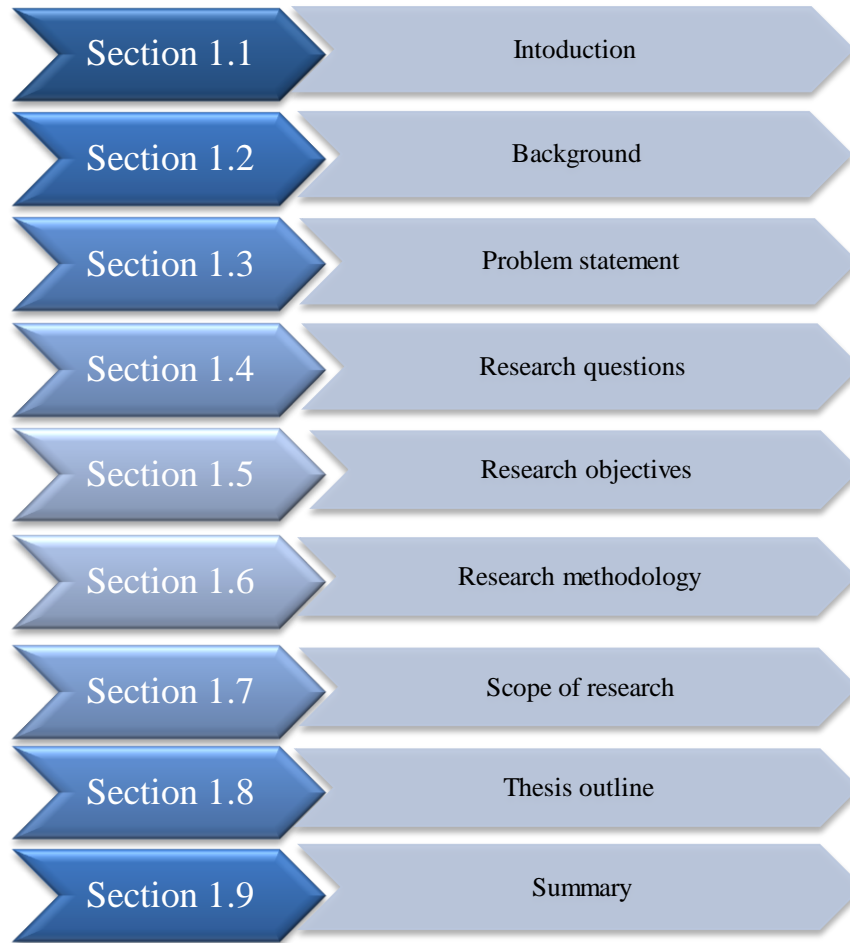 Section 1.1
Intoduction
Section 1.2
Background
Section 1.3
Problem statement
Section 1.4
Research questions
Section 1.5
Research objectives
Section 1.6
Research methodology
Section 1.7
Scope of research
Section 1.8
Thesis outline
Section 1.9
Summary